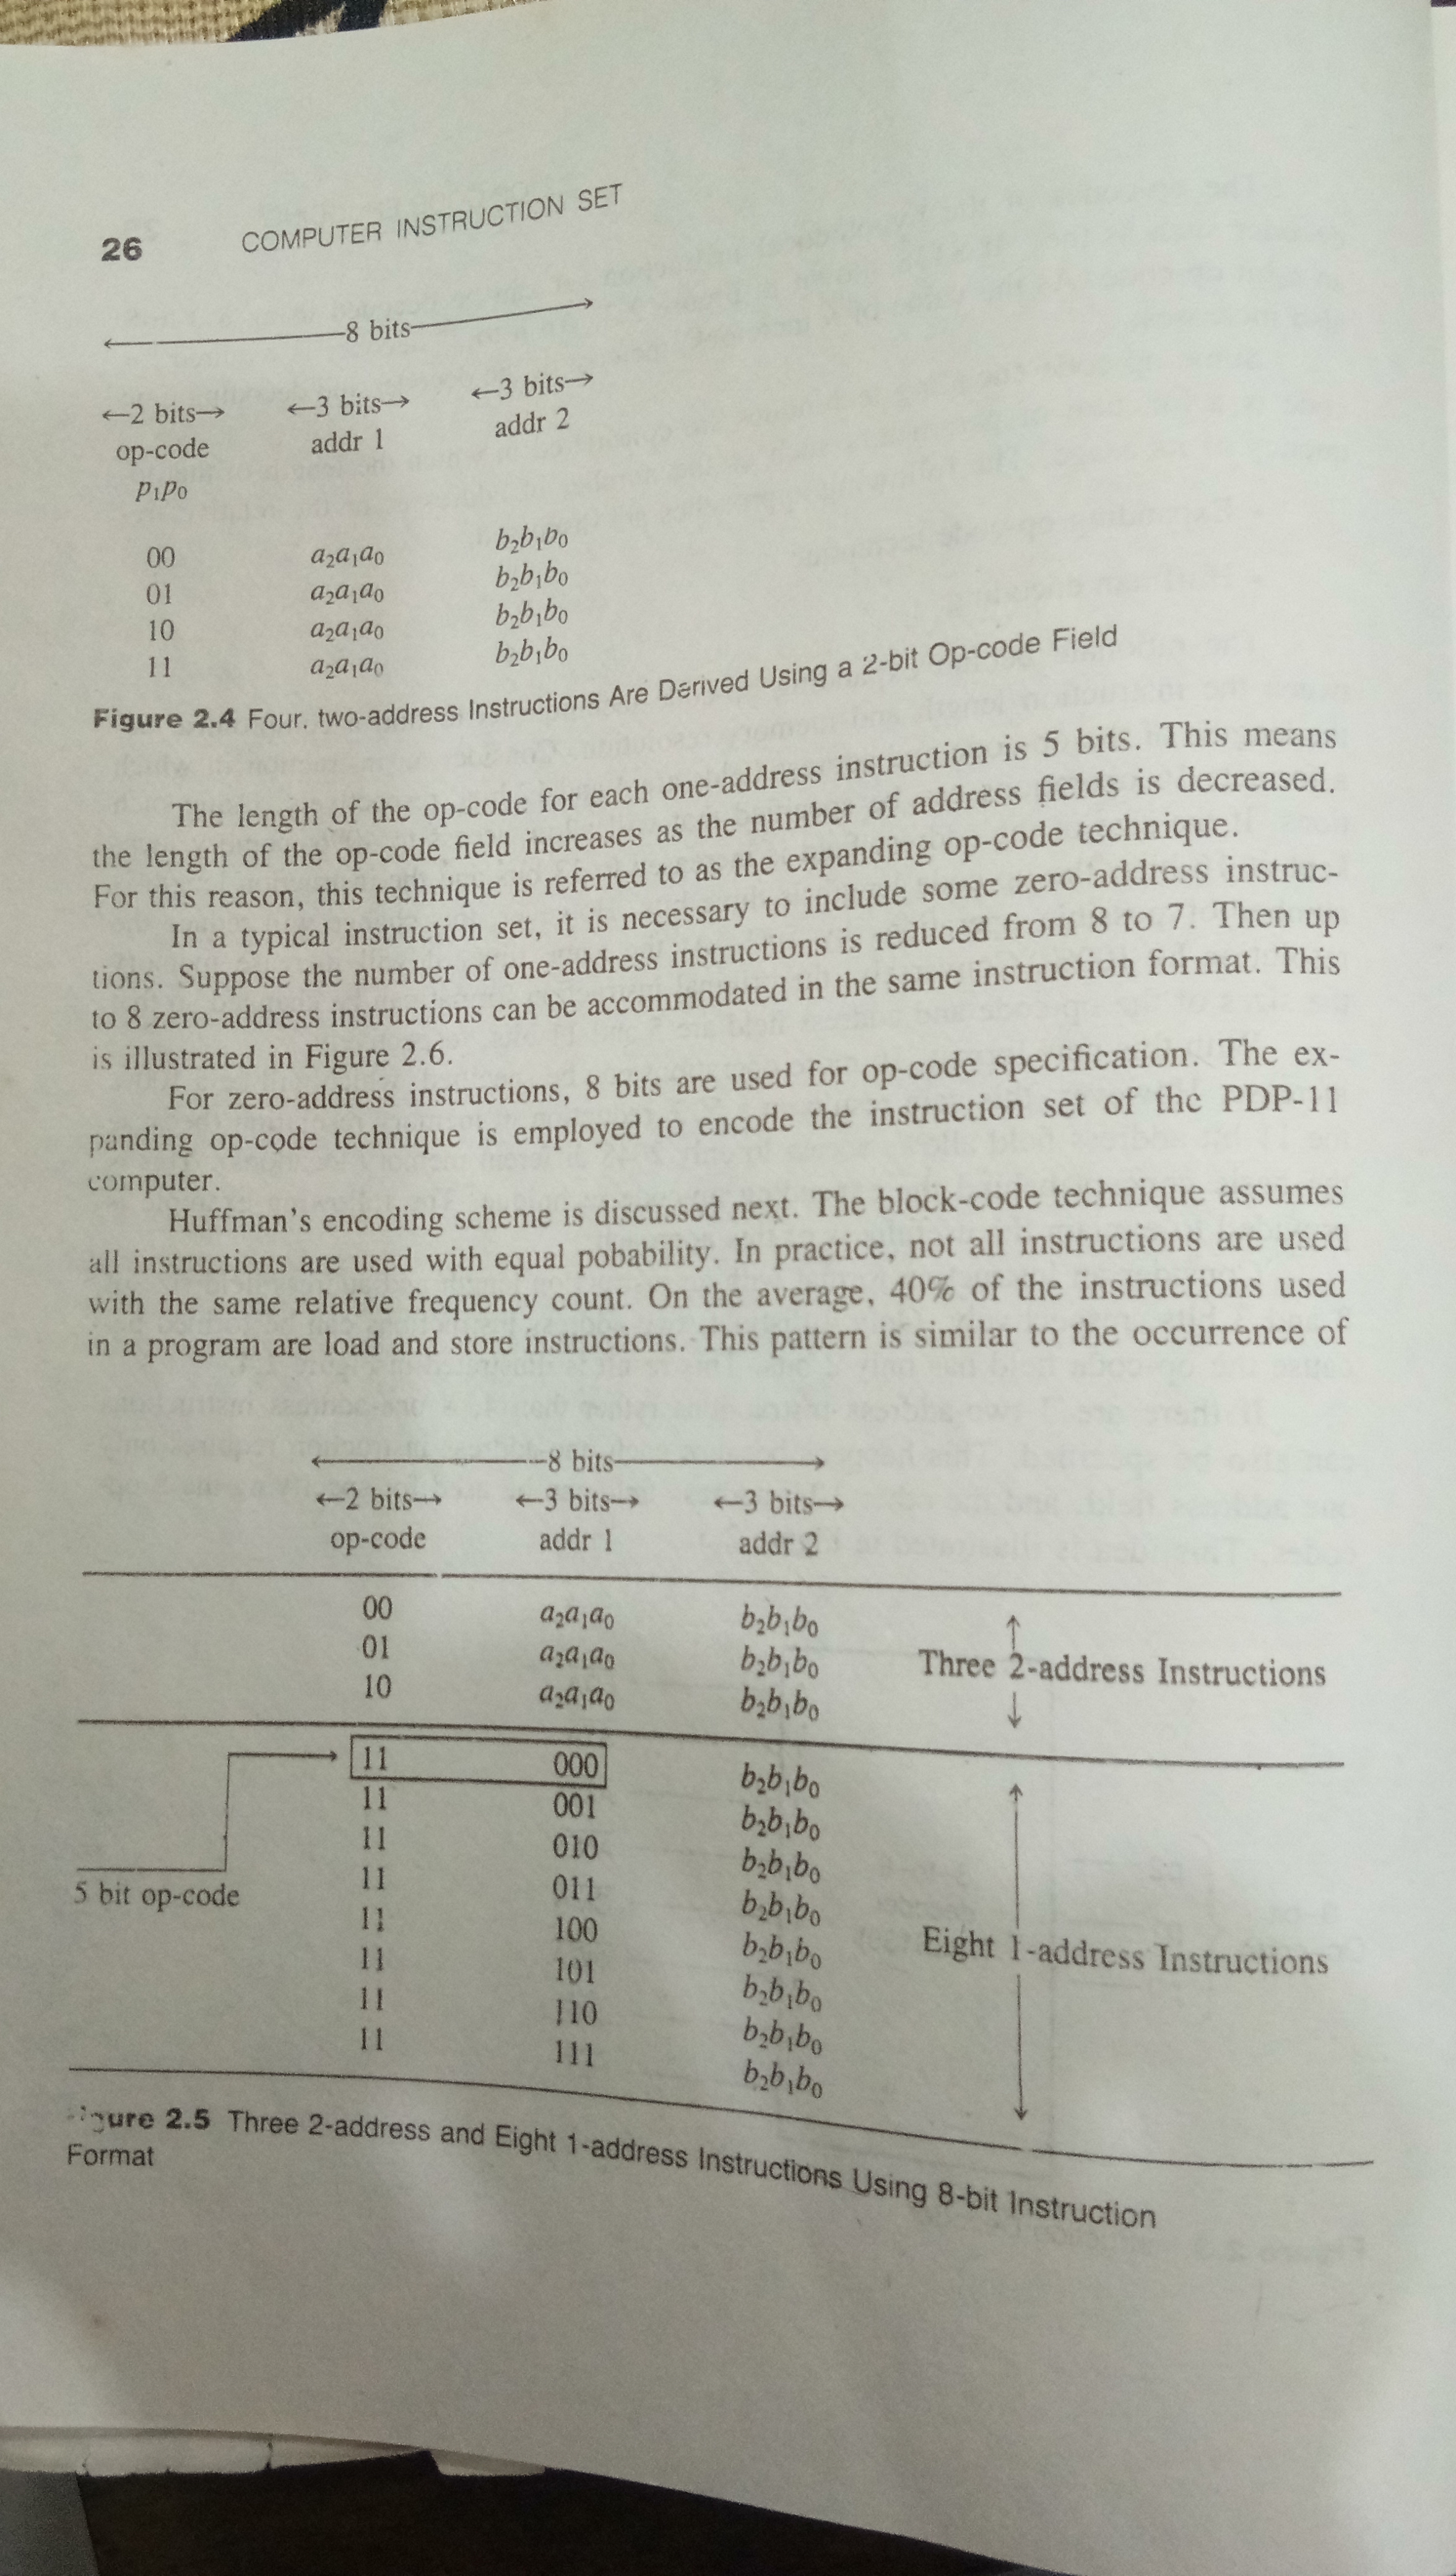 26 COMPUTER INSTRUCTION SET
8 bits
←2 bits→ ←3 bits→ ←3 bits→
op-code addr 1 addr 2
p₁p₀
00 a₂a₁a₀ b₂b₁b₀
01 a₂a₁a₀ b₂b₁b₀
10 a₂a₁a₀ b₂b₁b₀
11 a₂a₁a₀ b₂b₁b₀
Figure 2.4 Four, two-address Instructions Are Derived Using a 2-bit Op-code Field
The length of the op-code for each one-address instruction is 5 bits. This means
the length of the op-code field increases as the number of address fields is decreased.
For this reason, this technique is referred to as the expanding op-code technique.
In a typical instruction set, it is necessary to include some zero-address instruc-
tions. Suppose the number of one-address instructions is reduced from 8 to 7. Then up
to 8 zero-address instructions can be accommodated in the same instruction format. This
is illustrated in Figure 2.6.
For zero-address instructions, 8 bits are used for op-code specification. The ex-
panding op-code technique is employed to encode the instruction set of the PDP-11
computer.
Huffman's encoding scheme is discussed next. The block-code technique assumes
all instructions are used with equal pobability. In practice, not all instructions are used
with the same relative frequency count. On the average, 40% of the instructions used
in a program are load and store instructions. This pattern is similar to the occurrence of
8 bits
←2 bits→ ←3 bits→ ←3 bits→
op-code addr 1 addr 2
00 a₂a₁a₀ b₂b₁b₀
01 a₂a₁a₀ b₂b₁b₀ Three 2-address Instructions
10 a₂a₁a₀ b₂b₁b₀
11 000 b₂b₁b₀
11 001 b₂b₁b₀
11 010 b₂b₁b₀
5 bit op-code 11 011 b₂b₁b₀
11 100 b₂b₁b₀ Eight 1-address Instructions
11 101 b₂b₁b₀
11 110 b₂b₁b₀
11 111 b₂b₁b₀
Figure 2.5 Three 2-address and Eight 1-address Instructions Using 8-bit Instruction
Format